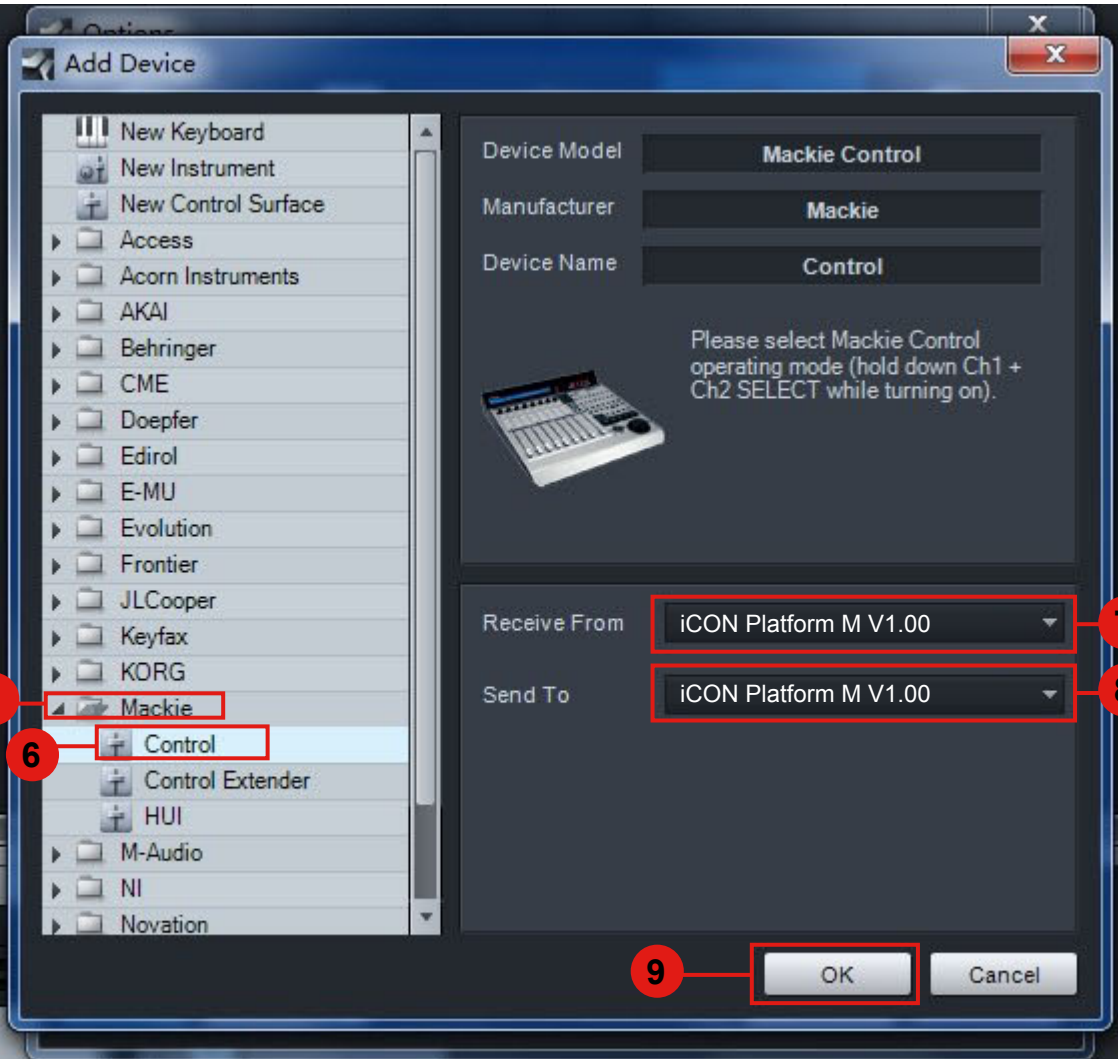 Options
Add Device
New Keyboard
New Instrument
New Control Surface
Access
Acorn Instruments
AKAI
Behringer
CME
Doepfer
Edirol
E-MU
Evolution
Frontier
JLCooper
Keyfax
KORG
Mackie
6
Control
Control Extender
HUI
M-Audio
NI
Novation
Device Model
Mackie Control
Manufacturer
Mackie
Device Name
Control
Please select Mackie Control
operating mode (hold down Ch1 +
Ch2 SELECT while turning on).
Receive From
iCON Platform M V1.00
7
Send To
iCON Platform M V1.00
8
9
OK
Cancel